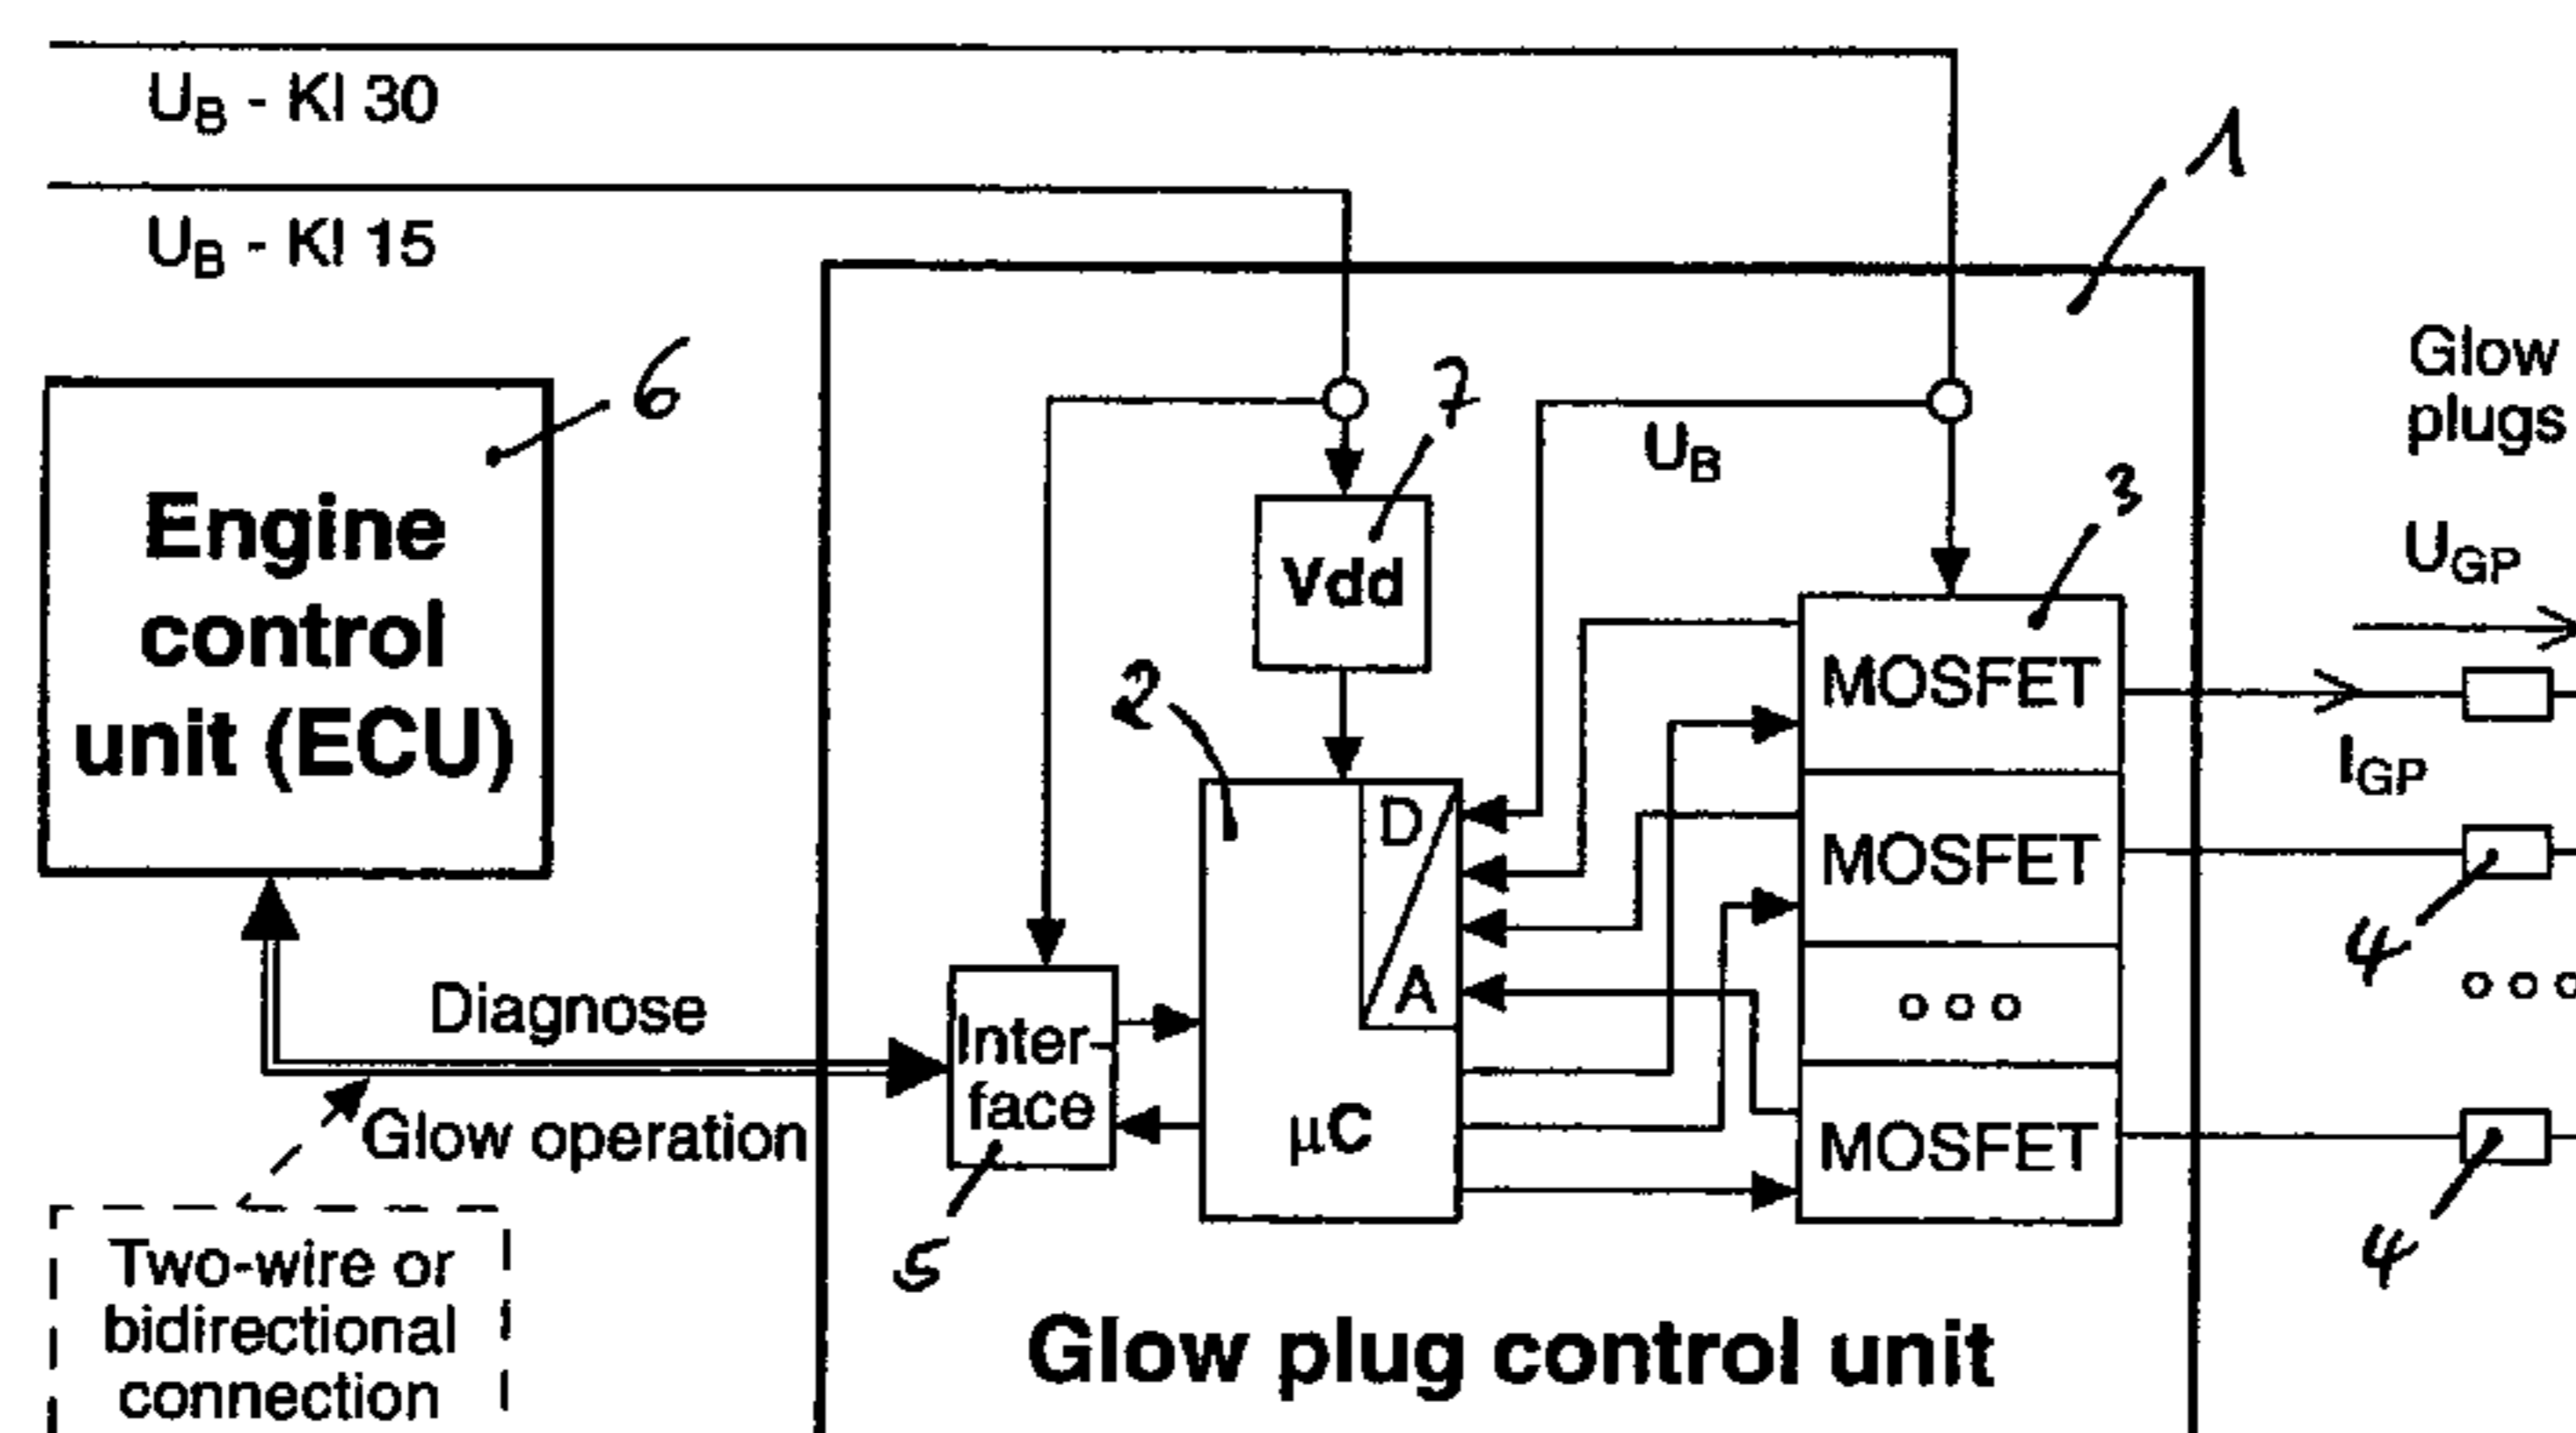 U_B - Kl 30
U_B - Kl 15
1
6
Engine
control
unit (ECU)
7
Vdd
U_B
3
Glow
plugs
U_GP
I_GP
2
D
A
µC
MOSFET
MOSFET
o o o
MOSFET
4
o o o
4
Diagnose
Glow operation
Inter-
face
5
Two-wire or
bidirectional
connection
Glow plug control unit